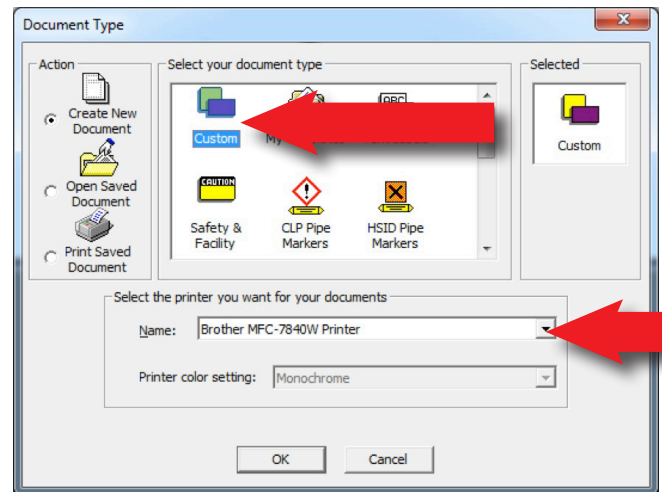 Document Type
Action
Create New
Document
Open Saved
Document
Print Saved
Document
Select your document type
Custom
My
ABC
CAUTION
Safety &
Facility
CLP Pipe
Markers
HSID Pipe
Markers
Selected
Custom
Select the printer you want for your documents
Name:
Brother MFC-7840W Printer
Printer color setting:
Monochrome
OK
Cancel